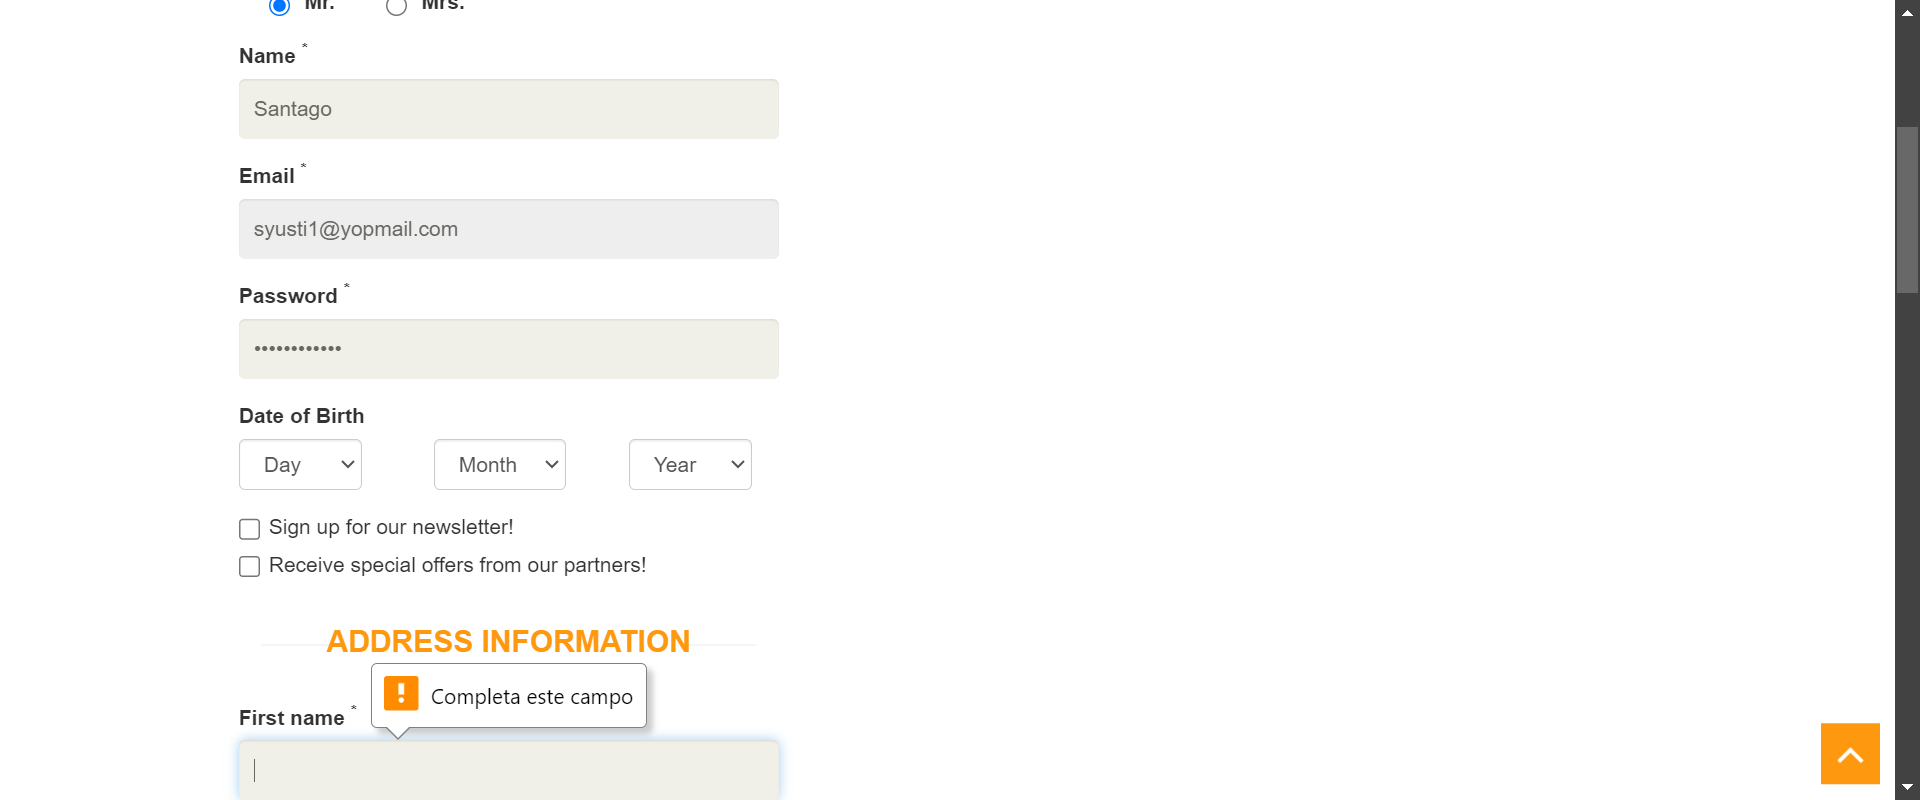 Mr. Mrs.
Name *
Santago
Email *
syusti1@yopmail.com
Password *
••••••••••••
Date of Birth
Day Month Year
Sign up for our newsletter!
Receive special offers from our partners!
ADDRESS INFORMATION
Completa este campo
First name *